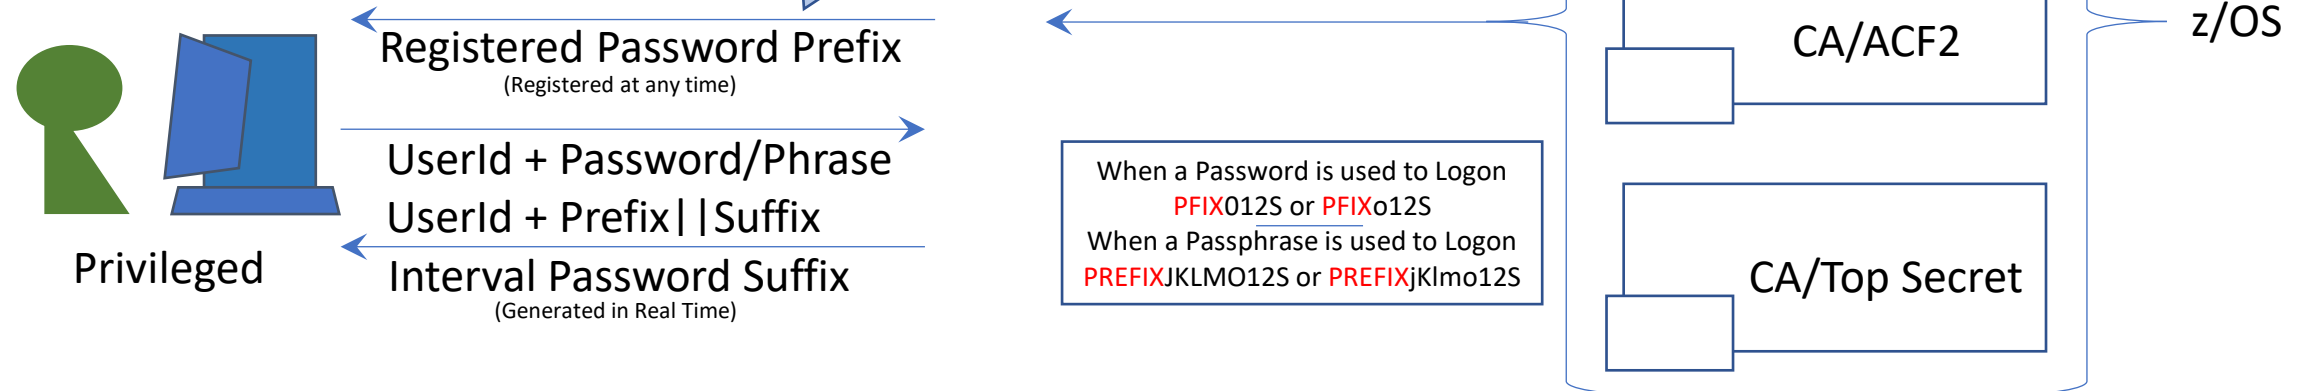 Registered Password Prefix
(Registered at any time)
UserId + Password/Phrase
UserId + Prefix||Suffix
Interval Password Suffix
(Generated in Real Time)
Privileged
When a Password is used to Logon
PFIX012S or PFIXo12S
When a Passphrase is used to Logon
PREFIXJKLMO12S or PREFIXjKlmo12S
CA/ACF2
CA/Top Secret
z/OS